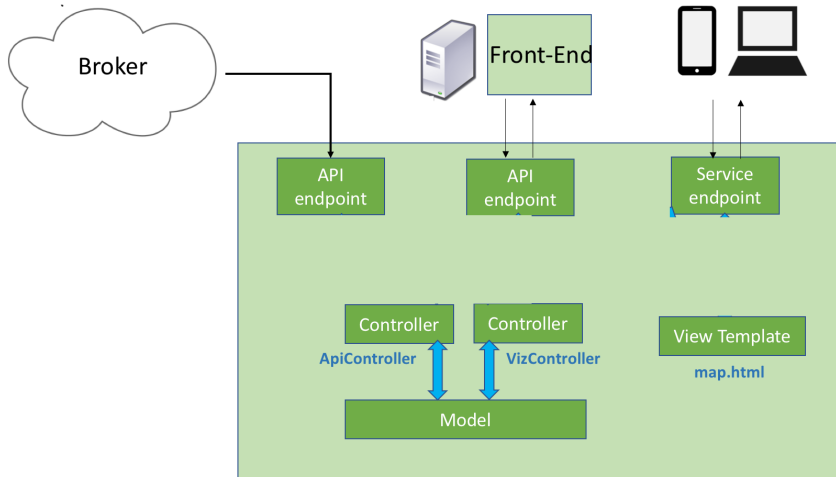 Broker
Front-End
API
endpoint
API
endpoint
Service
endpoint
Controller
Controller
ApiController
VizController
View Template
map.html
Model